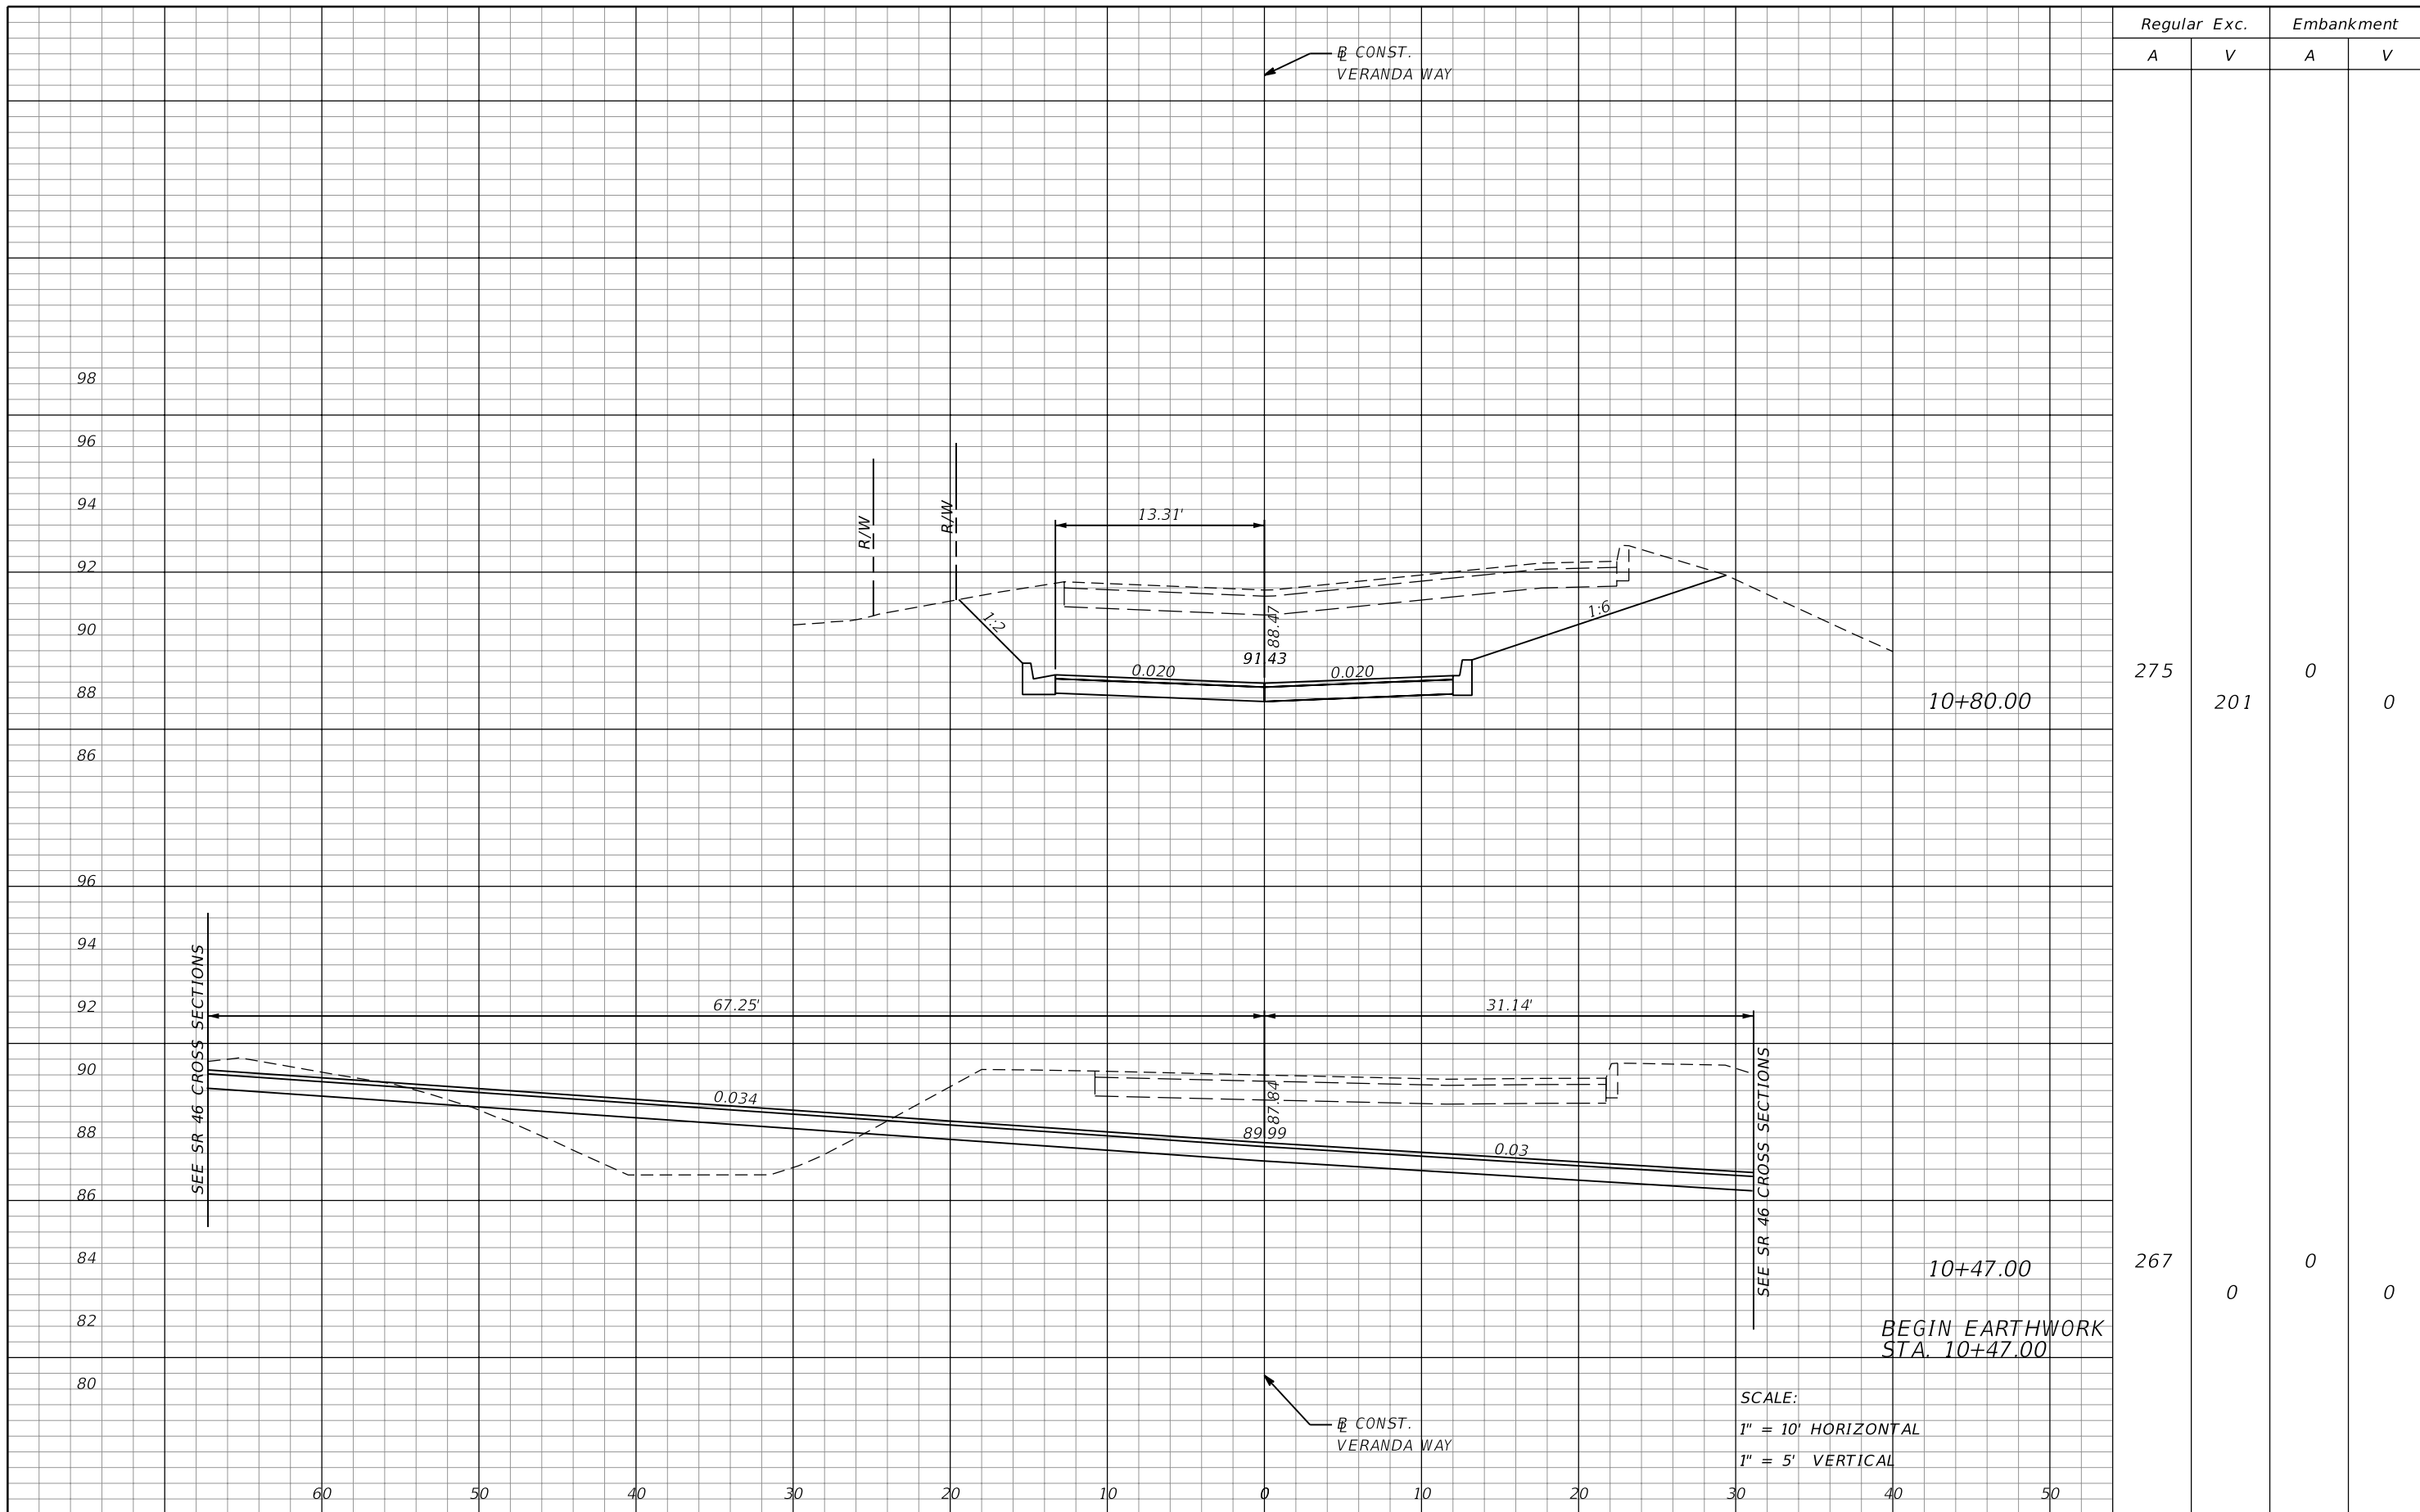 Regular Exc. Embankment
A V A V
℄ CONST.
VERANDA WAY
98
96
94
92
90
88
86
R/W
R/W
13.31'
1:2
88.47
91.43
0.020
0.020
1:6
10+80.00
275
201
0
0
96
94
92
90
88
86
84
82
80
SEE SR 46 CROSS SECTIONS
67.25'
31.14'
0.034
87.84
89.99
0.03
SEE SR 46 CROSS SECTIONS
10+47.00
267
0
0
0
BEGIN EARTHWORK
STA. 10+47.00
℄ CONST.
VERANDA WAY
SCALE:
1" = 10' HORIZONTAL
1" = 5' VERTICAL
60 50 40 30 20 10 0 10 20 30 40 50